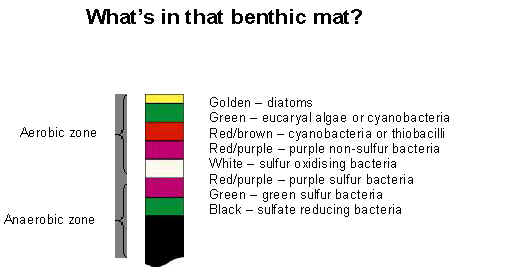 What's in that benthic mat?
Golden – diatoms
Green – eucaryal algae or cyanobacteria
Aerobic zone
Red/brown – cyanobacteria or thiobacilli
Red/purple – purple non-sulfur bacteria
White – sulfur oxidising bacteria
Red/purple – purple sulfur bacteria
Green – green sulfur bacteria
Black – sulfate reducing bacteria
Anaerobic zone